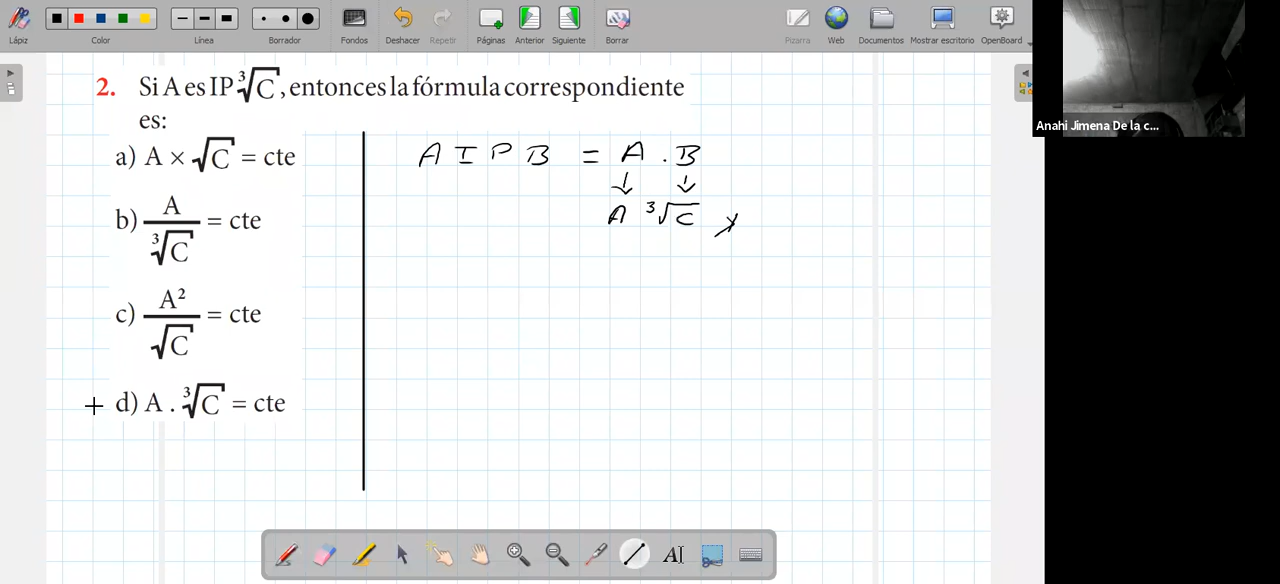 Lápiz Color Línea Borrador Fondos Deshacer Repetir Páginas Anterior Siguiente Borrar Pizarra Web Documentos Mostrar escritorio OpenBoard
Anahi Jimena De la c...
2. Si A es IP ∛C, entonces la fórmula correspondiente
es:
a) A × √C = cte
b) A/∛C = cte
c) A²/√C = cte
d) A . ∛C = cte
A I P B = A . B
↓ ↓
A ∛C